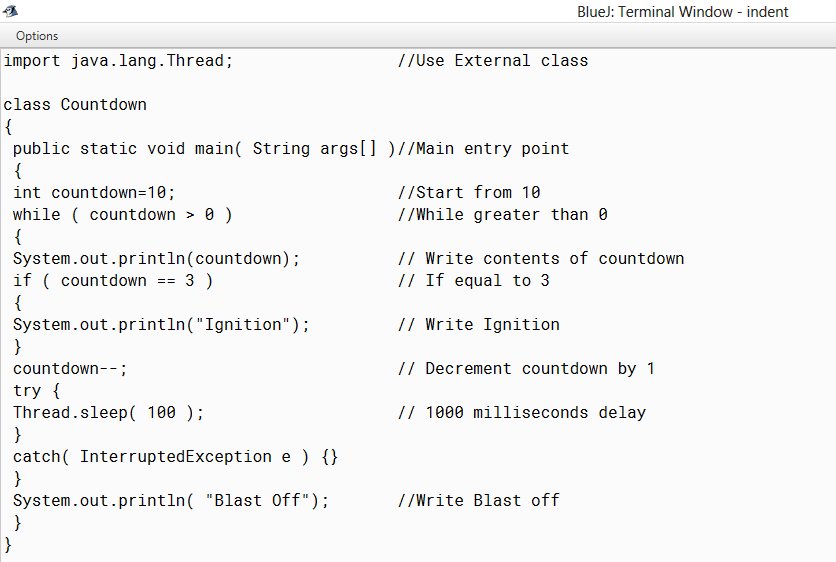 BlueJ: Terminal Window - indent
Options
import java.lang.Thread;                 //Use External class
class Countdown
{
 public static void main( String args[] )//Main entry point
 {
 int countdown=10;                       //Start from 10
 while ( countdown > 0 )                 //While greater than 0
 {
 System.out.println(countdown);          // Write contents of countdown
 if ( countdown == 3 )                   // If equal to 3
 {
 System.out.println("Ignition");         // Write Ignition
 }
 countdown--;                            // Decrement countdown by 1
 try {
 Thread.sleep( 100 );                    // 1000 milliseconds delay
 }
 catch( InterruptedException e ) {}
 }
 System.out.println( "Blast Off");       //Write Blast off
 }
}